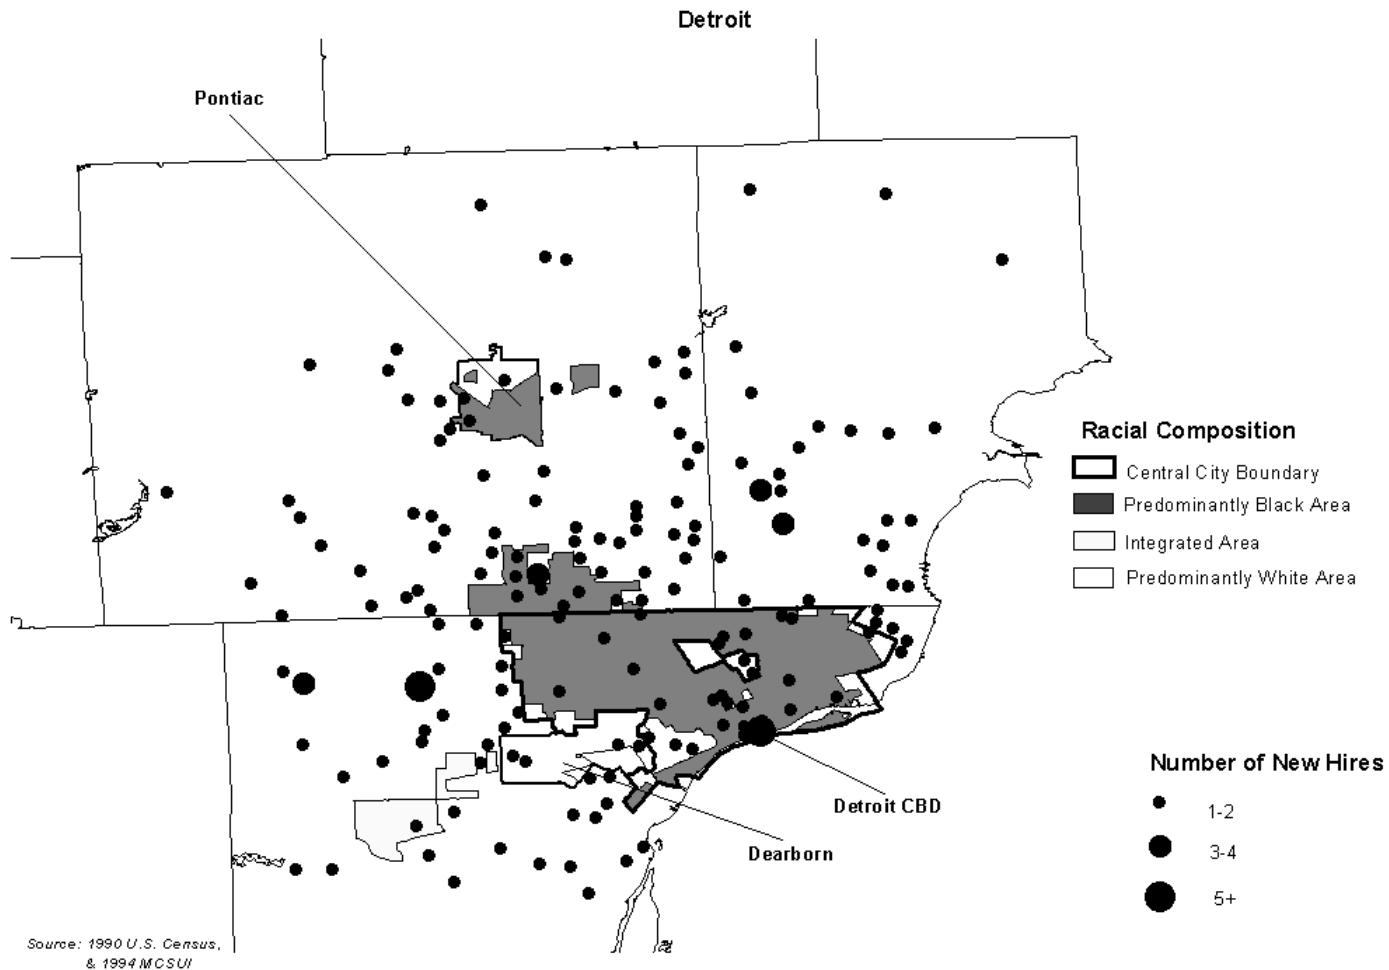 Detroit
Pontiac
Racial Composition
Central City Boundary
Predominantly Black Area
Integrated Area
Predominantly White Area
Number of New Hires
1-2
3-4
5+
Detroit CBD
Dearborn
Source: 1990 U.S. Census,
& 1994 MCSUI